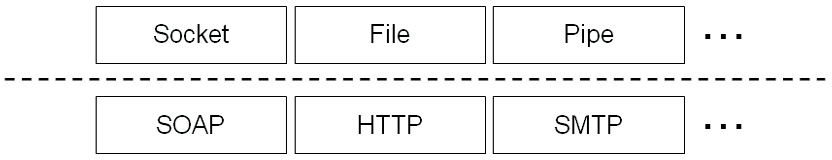 Socket File Pipe ...
SOAP HTTP SMTP ...